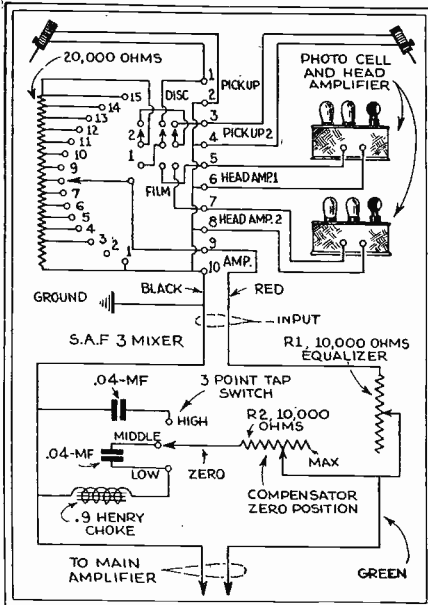 20,000 OHMS
PHOTO CELL
AND HEAD
AMPLIFIER
15
14
13
12
11
10
9
7
6
5
4
3
2
1
DISC
2
1
FILM
1
2
PICKUP
3
4
PICKUP 2
5
6
HEAD AMP.1
7
8
HEAD AMP. 2
9
10
AMP.
BLACK
RED
GROUND
INPUT
S.A.F 3 MIXER
R1, 10,000 OHMS
EQUALIZER
.04-MF
3 POINT TAP
SWITCH
HIGH
R2, 10,000
OHMS
MIDDLE
.04-MF
LOW
ZERO
MAX
COMPENSATOR
ZERO POSITION
.9 HENRY
CHOKE
TO MAIN
AMPLIFIER
GREEN